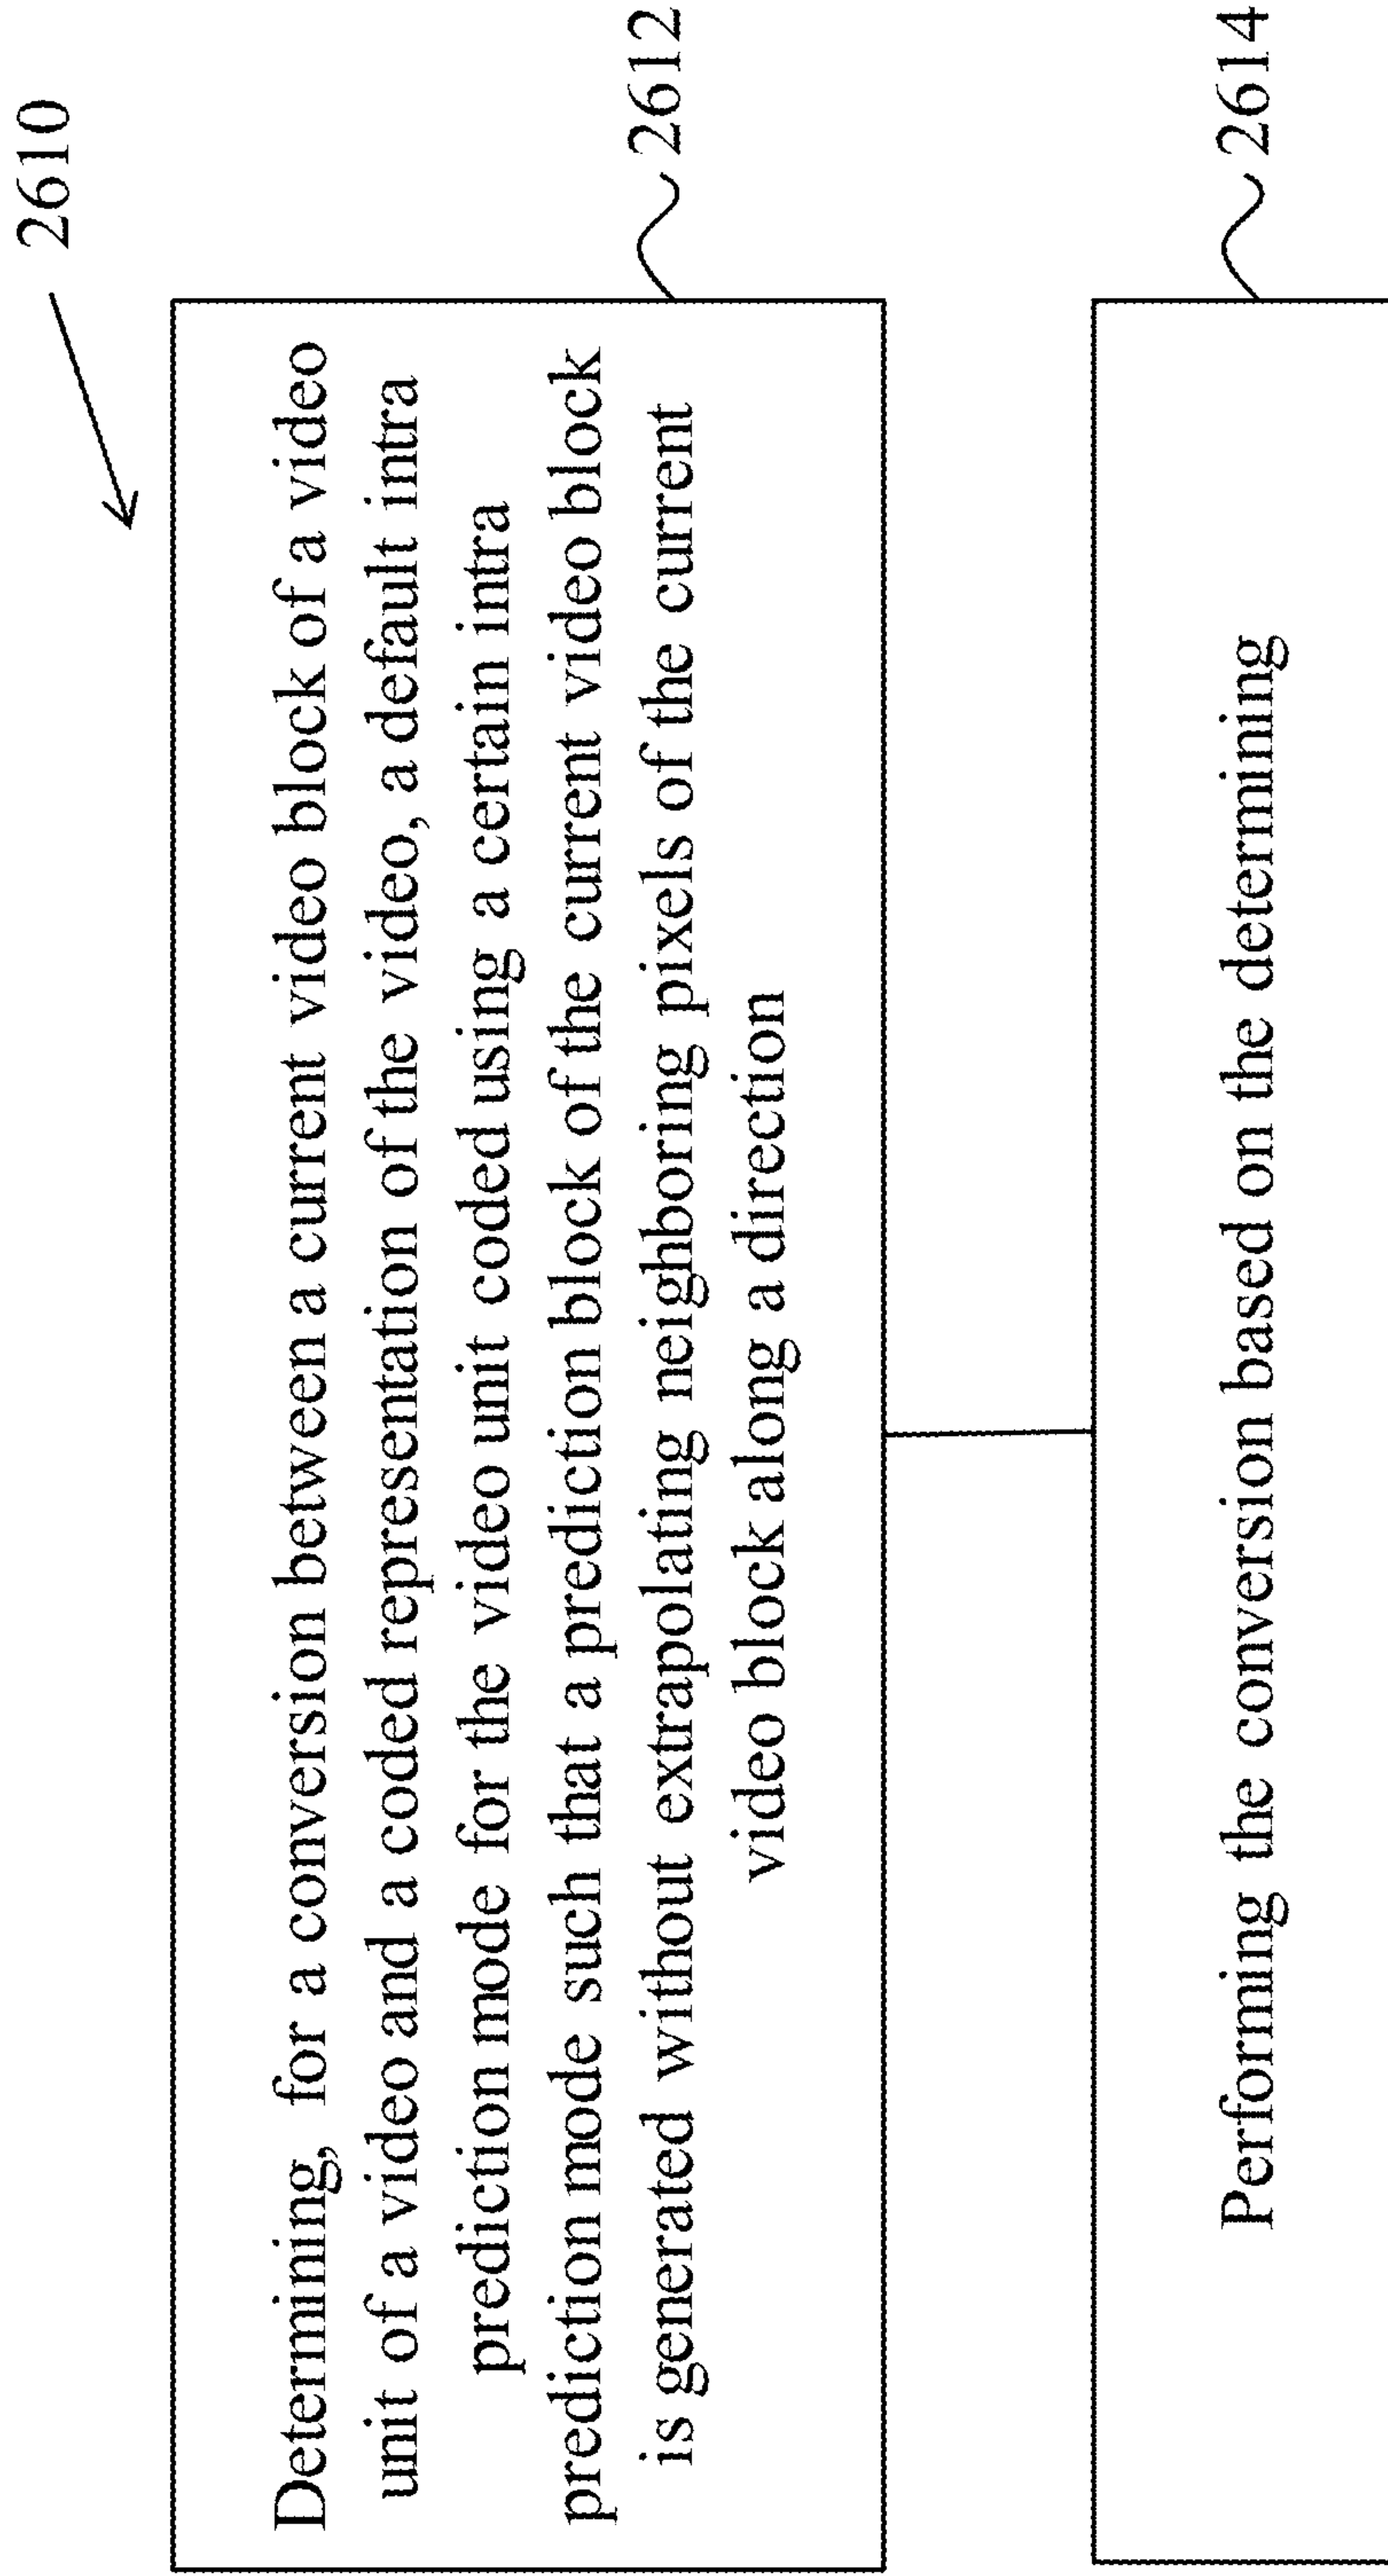 2610
Determining, for a conversion between a current video block of a video
unit of a video and a coded representation of the video, a default intra
prediction mode for the video unit coded using a certain intra
prediction mode such that a prediction block of the current video block
is generated without extrapolating neighboring pixels of the current
video block along a direction
2612
Performing the conversion based on the determining
2614